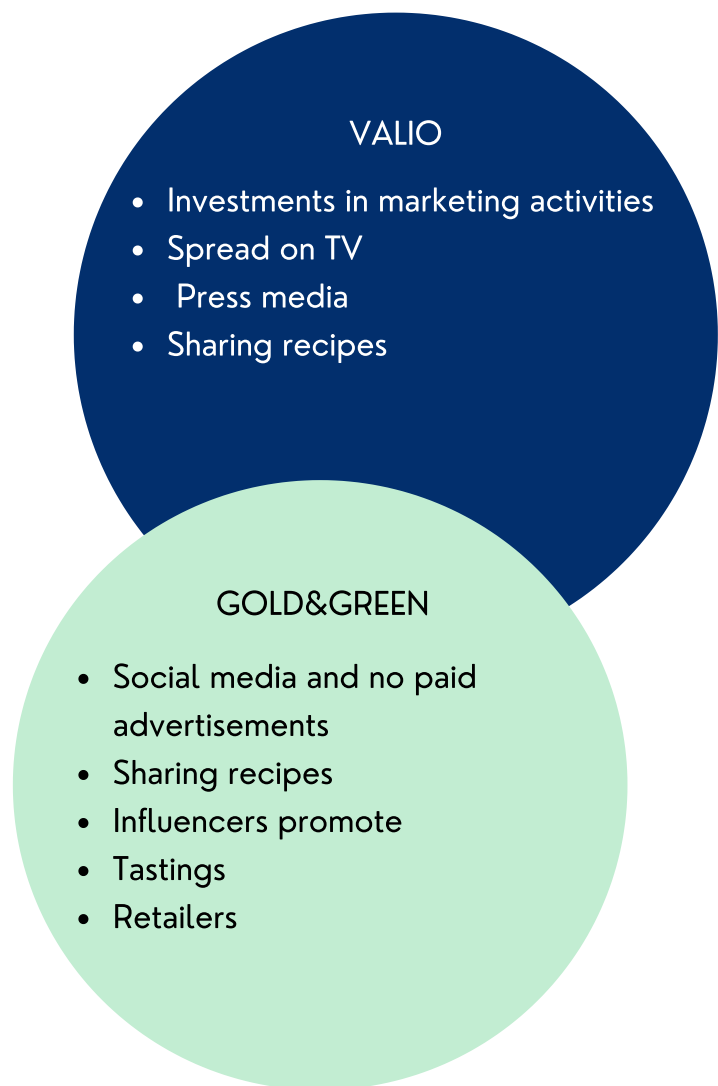 VALIO
• Investments in marketing activities
• Spread on TV
• Press media
• Sharing recipes
GOLD&GREEN
• Social media and no paid
advertisements
• Sharing recipes
• Influencers promote
• Tastings
• Retailers